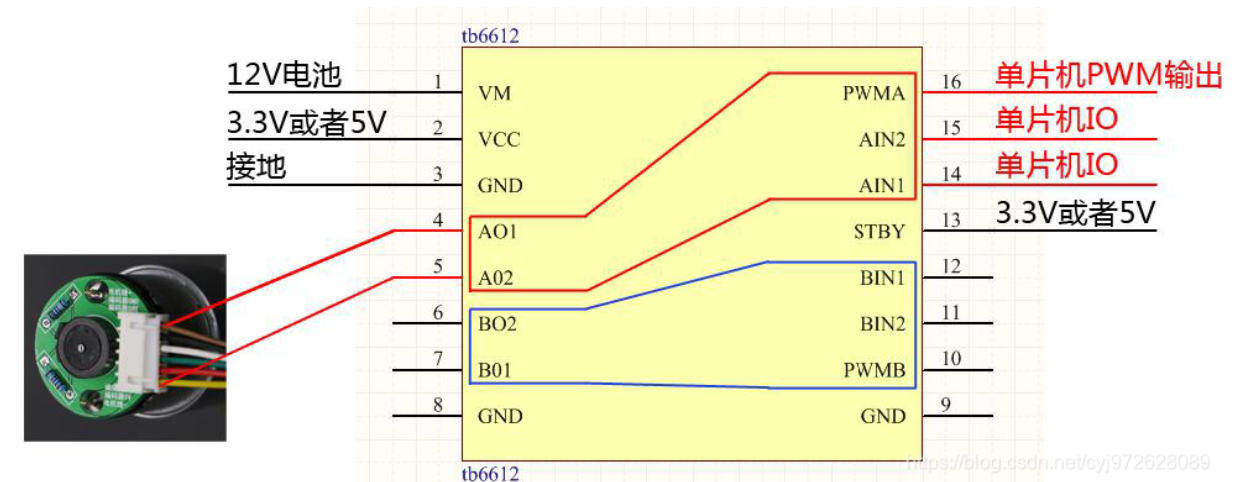 tb6612
12V电池 1 VM PWMA 16 单片机PWM输出
3.3V或者5V 2 VCC AIN2 15 单片机IO
接地 3 GND AIN1 14 单片机IO
4 AO1 STBY 13 3.3V或者5V
5 A02 BIN1 12
6 BO2 BIN2 11
7 B01 PWMB 10
8 GND GND 9
tb6612
https://blog.csdn.net/cyj972628089